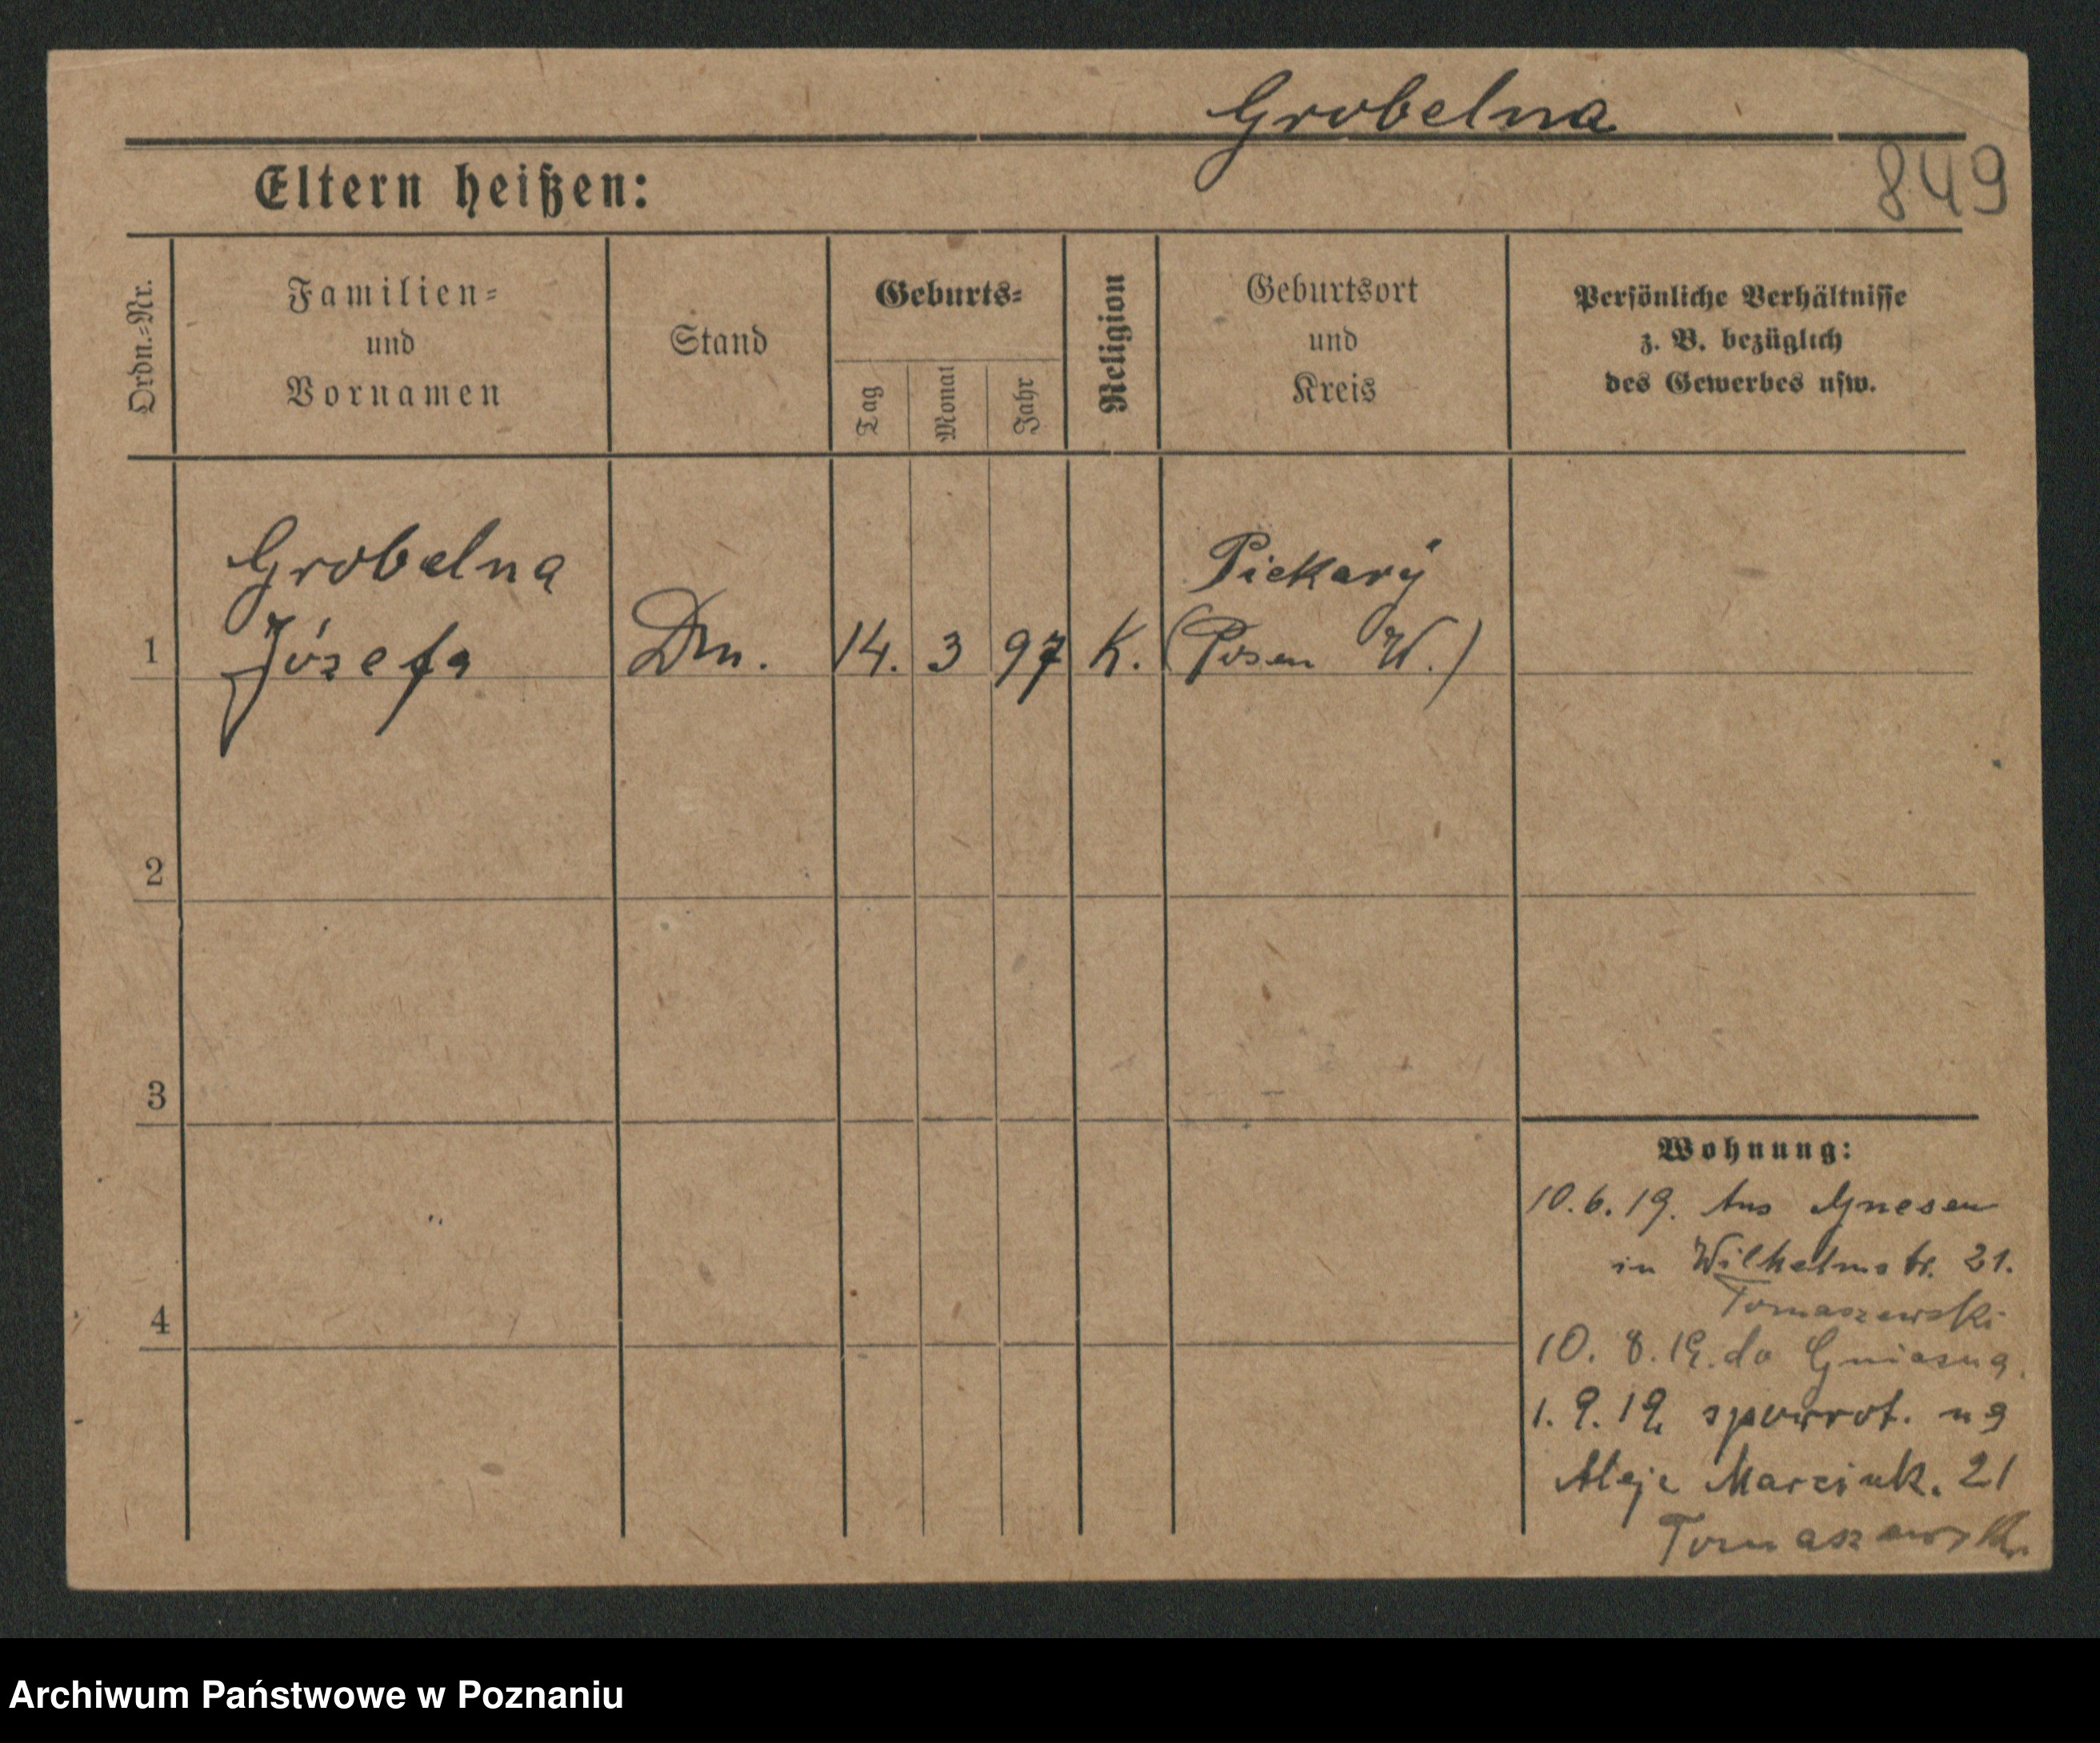 Grobelna
849
Eltern heißen:
Ordn.-Nr.
Familien-
und
Vornamen
Stand
Geburts-
Tag
Monat
Jahr
Religion
Geburtsort
und
Kreis
Persönliche Verhältnisse
z. B. bezüglich
des Gewerbes usw.
Grobelna
Piekary
1 Józefa Dm. 14. 3 97 K. (Posen W.)
2
3
4
Wohnung:
10.6.19. Aus Gnesen
in Wilhelmstr. 21.
Tomaszewski
10. 8.19. do Gniezna.
1.9.19 spowrot. na
Aleje Marcink. 21
Tomaszewski
Archiwum Państwowe w Poznaniu